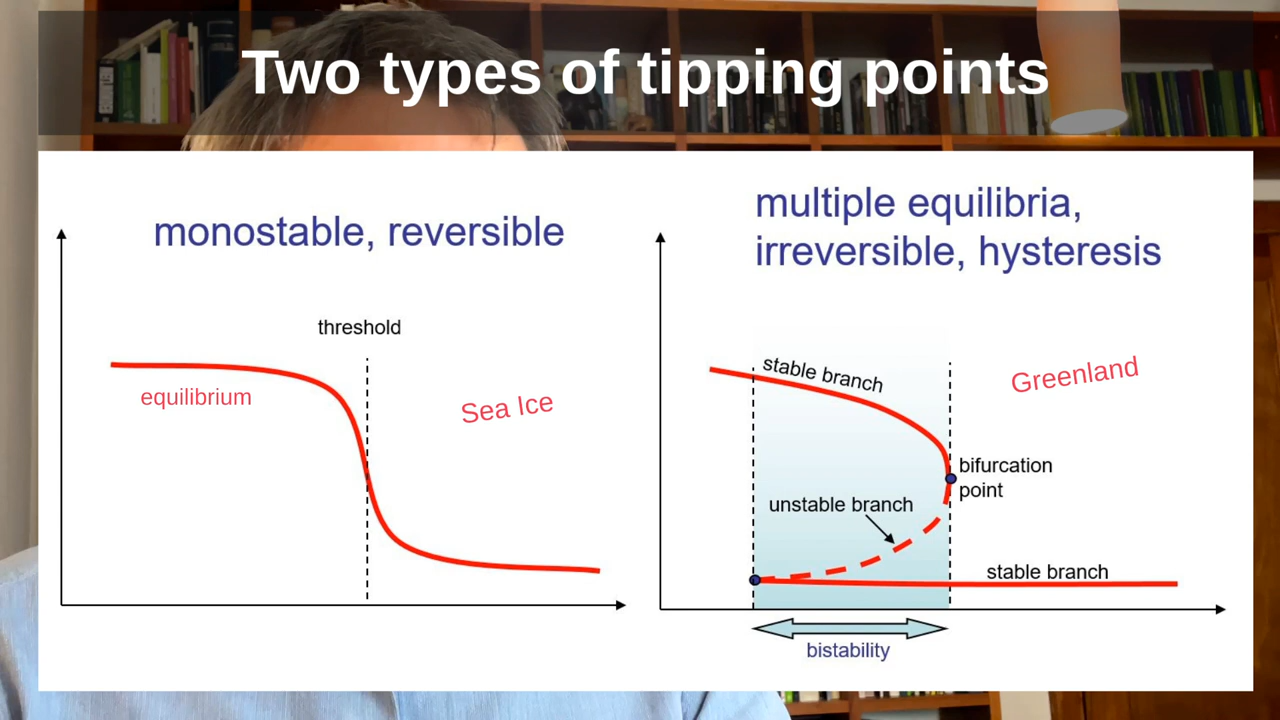 Two types of tipping points
monostable, reversible
threshold
equilibrium
Sea Ice
multiple equilibria,
irreversible, hysteresis
stable branch
Greenland
bifurcation
point
unstable branch
stable branch
bistability